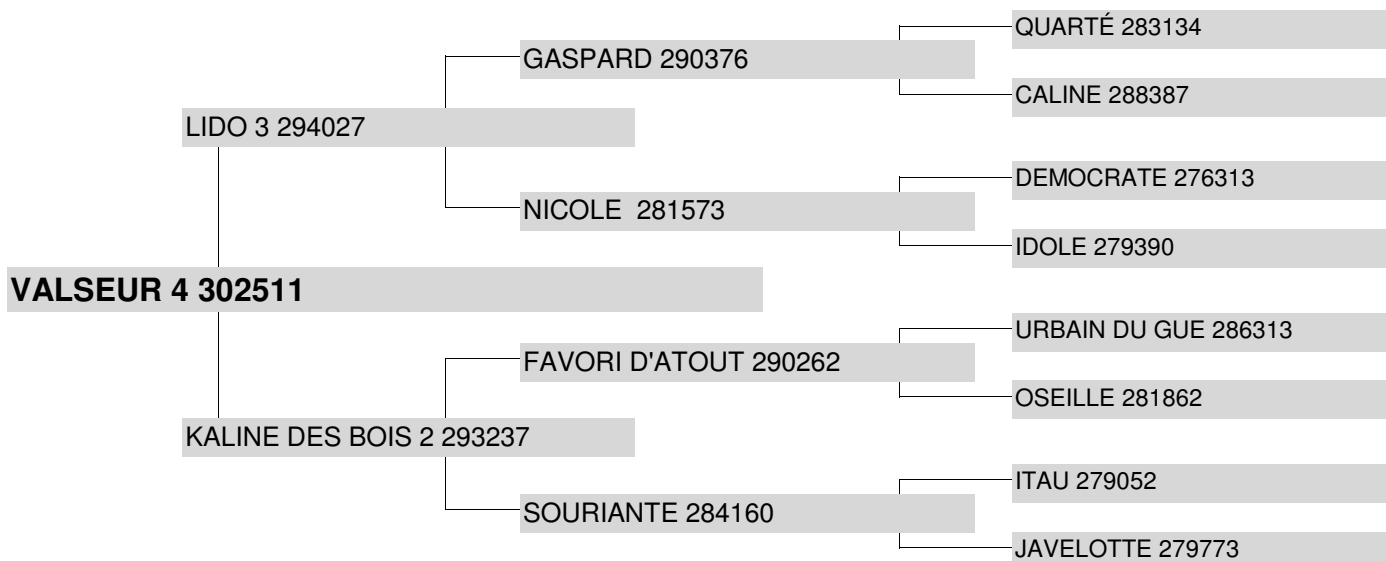 QUARTÉ 283134
GASPARD 290376
CALINE 288387
LIDO 3 294027
DEMOCRATE 276313
NICOLE 281573
IDOLE 279390
VALSEUR 4 302511
URBAIN DU GUE 286313
FAVORI D'ATOUT 290262
OSEILLE 281862
KALINE DES BOIS 2 293237
ITAU 279052
SOURIANTE 284160
JAVELOTTE 279773